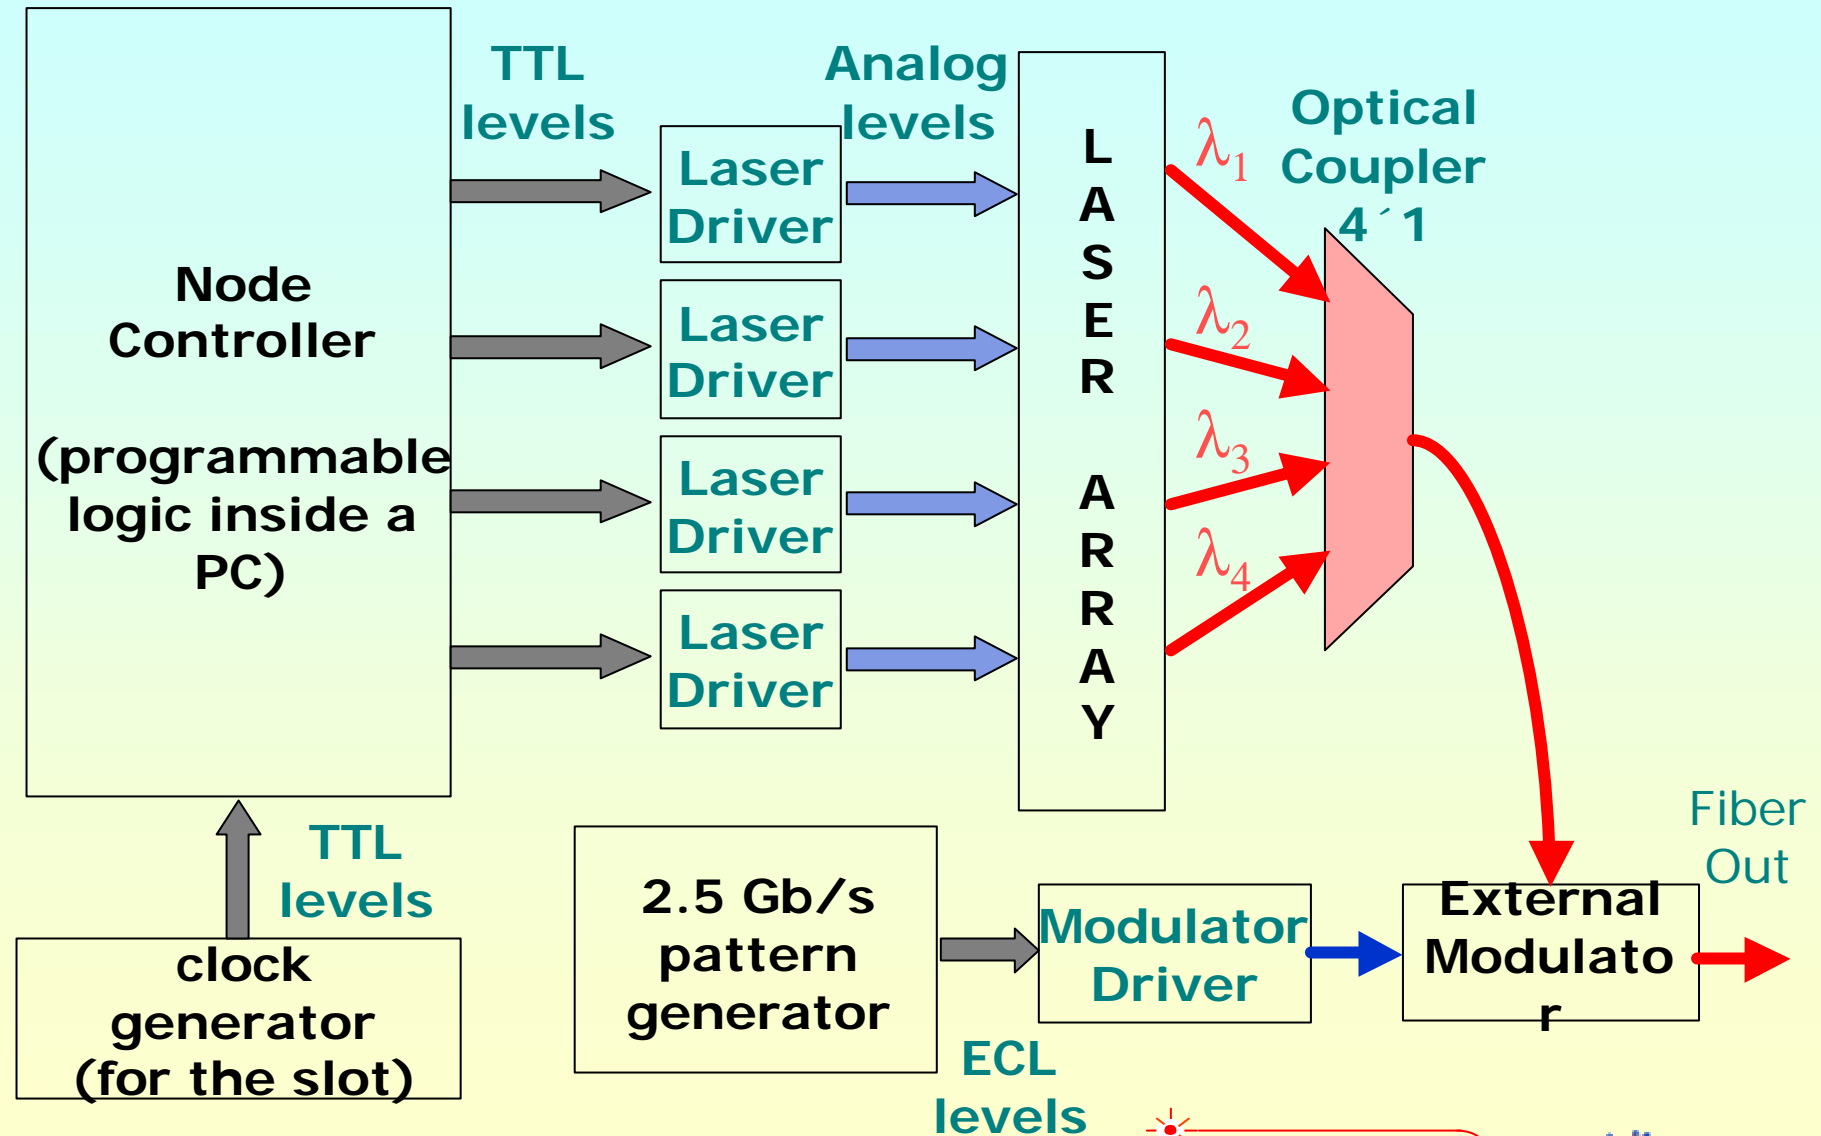 TTL
levels
Analog
levels
Optical
Coupler
4´1
Node
Controller
(programmable
logic inside a
PC)
Laser
Driver
Laser
Driver
Laser
Driver
Laser
Driver
L
A
S
E
R
A
R
R
A
Y
λ1
λ2
λ3
λ4
TTL
levels
clock
generator
(for the slot)
2.5 Gb/s
pattern
generator
ECL
levels
Modulator
Driver
External
Modulato
r
Fiber
Out